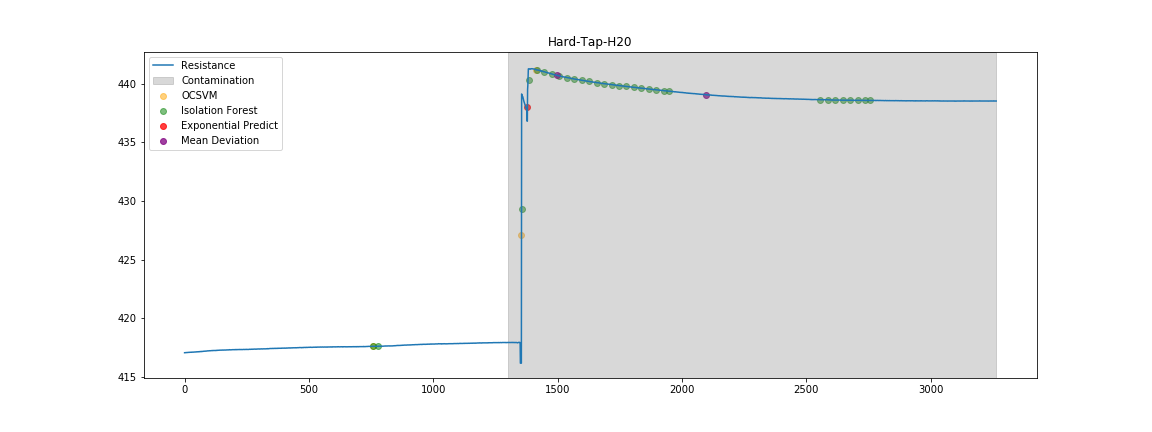 Hard-Tap-H20
Resistance
Contamination
OCSVM
Isolation Forest
Exponential Predict
Mean Deviation
440
435
430
425
420
415
0 500 1000 1500 2000 2500 3000